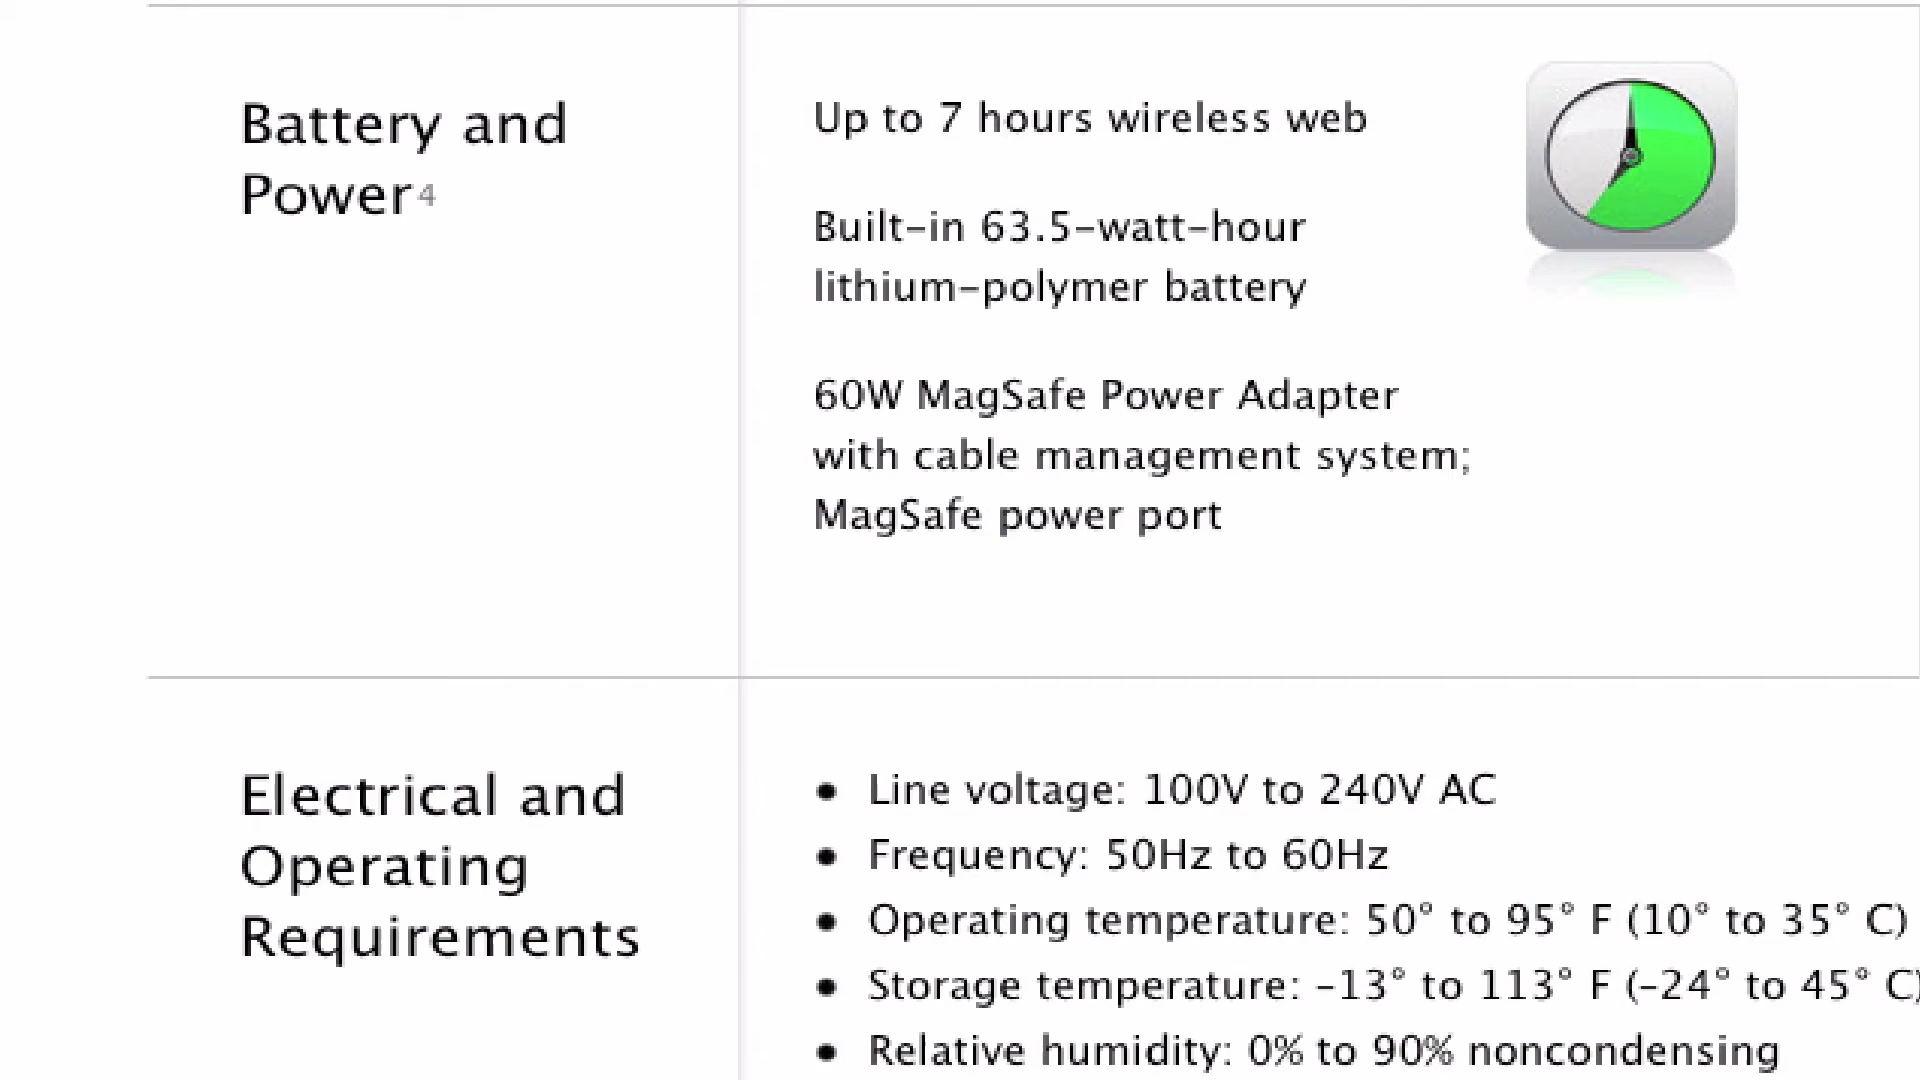 Battery and
Power4
Up to 7 hours wireless web
Built-in 63.5-watt-hour
lithium-polymer battery
60W MagSafe Power Adapter
with cable management system;
MagSafe power port
Electrical and
Operating
Requirements
• Line voltage: 100V to 240V AC
• Frequency: 50Hz to 60Hz
• Operating temperature: 50° to 95° F (10° to 35° C)
• Storage temperature: -13° to 113° F (-24° to 45° C)
• Relative humidity: 0% to 90% noncondensing